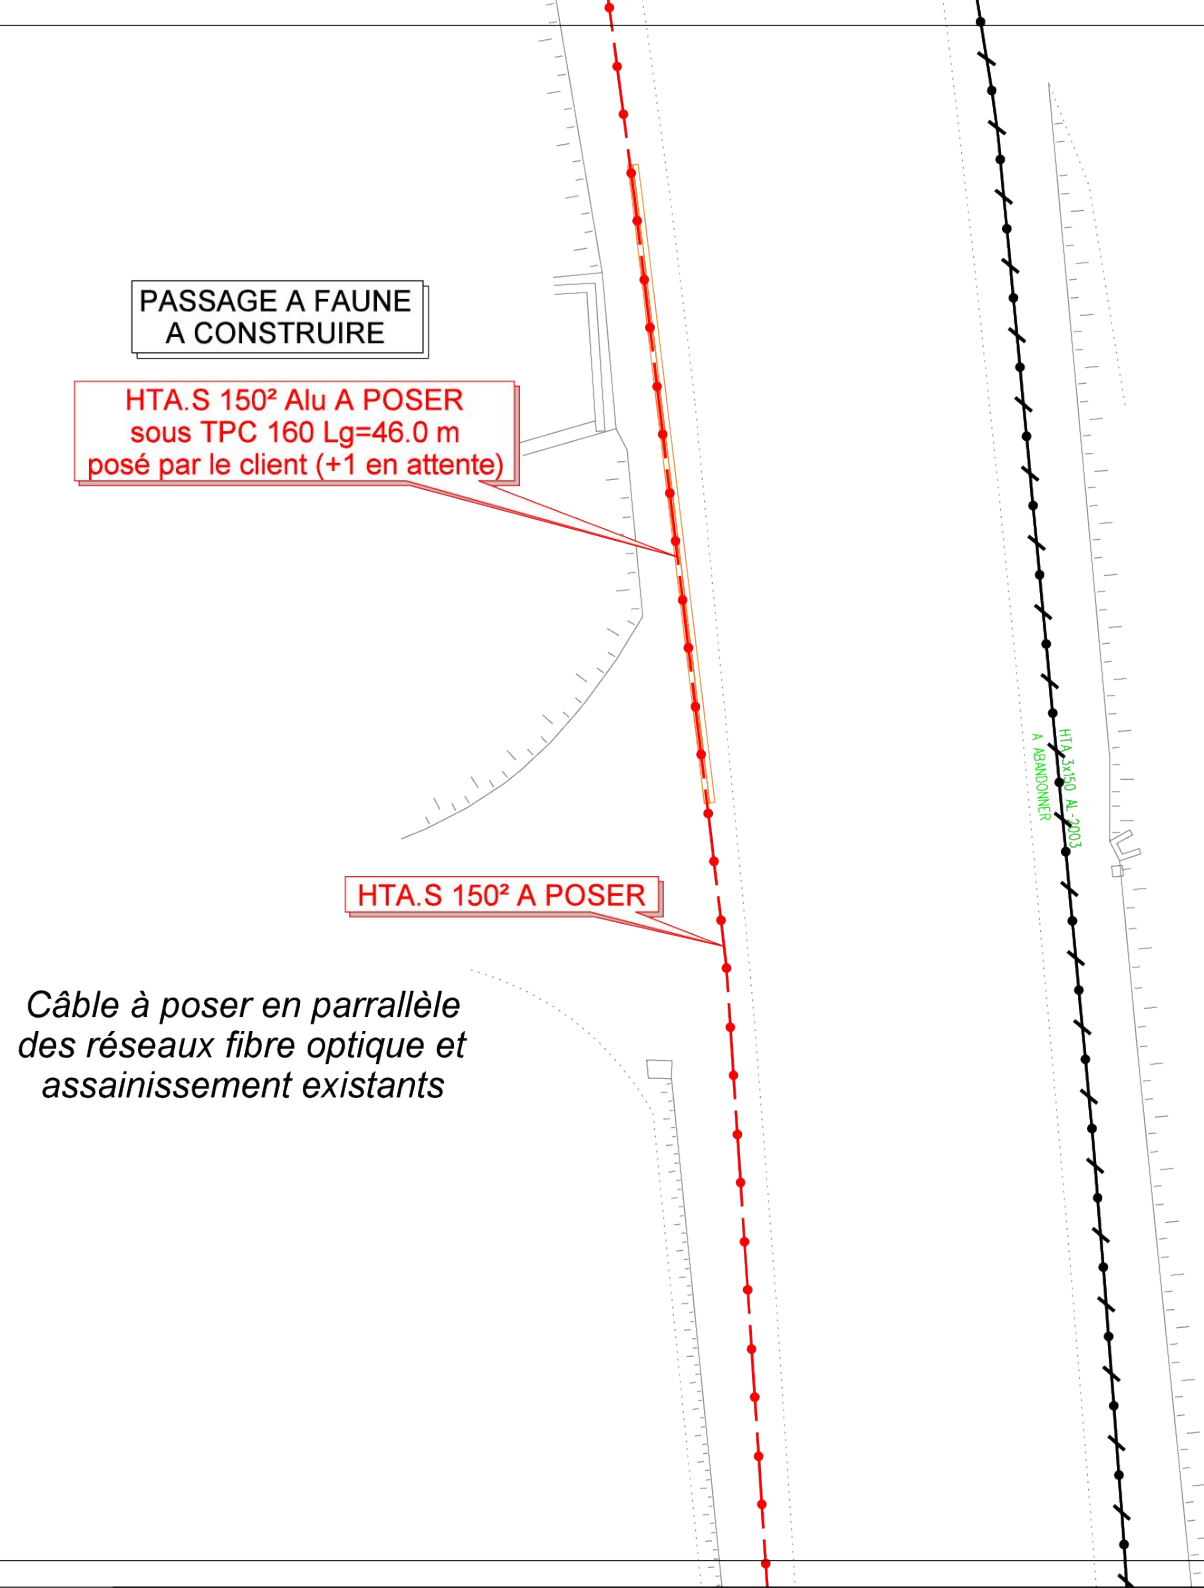 PASSAGE A FAUNE
A CONSTRUIRE
HTA.S 150² Alu A POSER
sous TPC 160 Lg=46.0 m
posé par le client (+1 en attente)
HTA 3x150 AL-2003
A ABANDONNER
HTA.S 150² A POSER
Câble à poser en parrallèle
des réseaux fibre optique et
assainissement existants